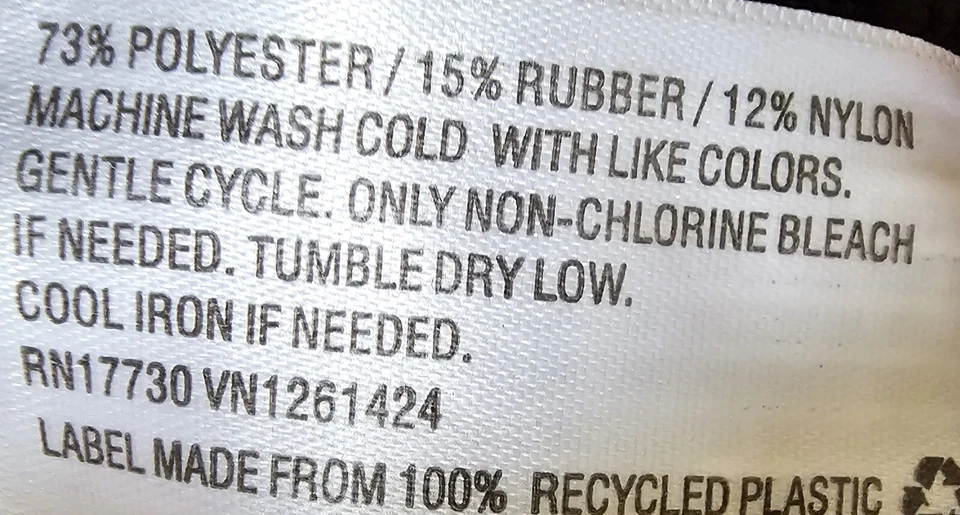 73% POLYESTER / 15% RUBBER / 12% NYLON
MACHINE WASH COLD WITH LIKE COLORS.
GENTLE CYCLE. ONLY NON-CHLORINE BLEACH
IF NEEDED. TUMBLE DRY LOW.
COOL IRON IF NEEDED.
RN17730 VN1261424
LABEL MADE FROM 100% RECYCLED PLASTIC